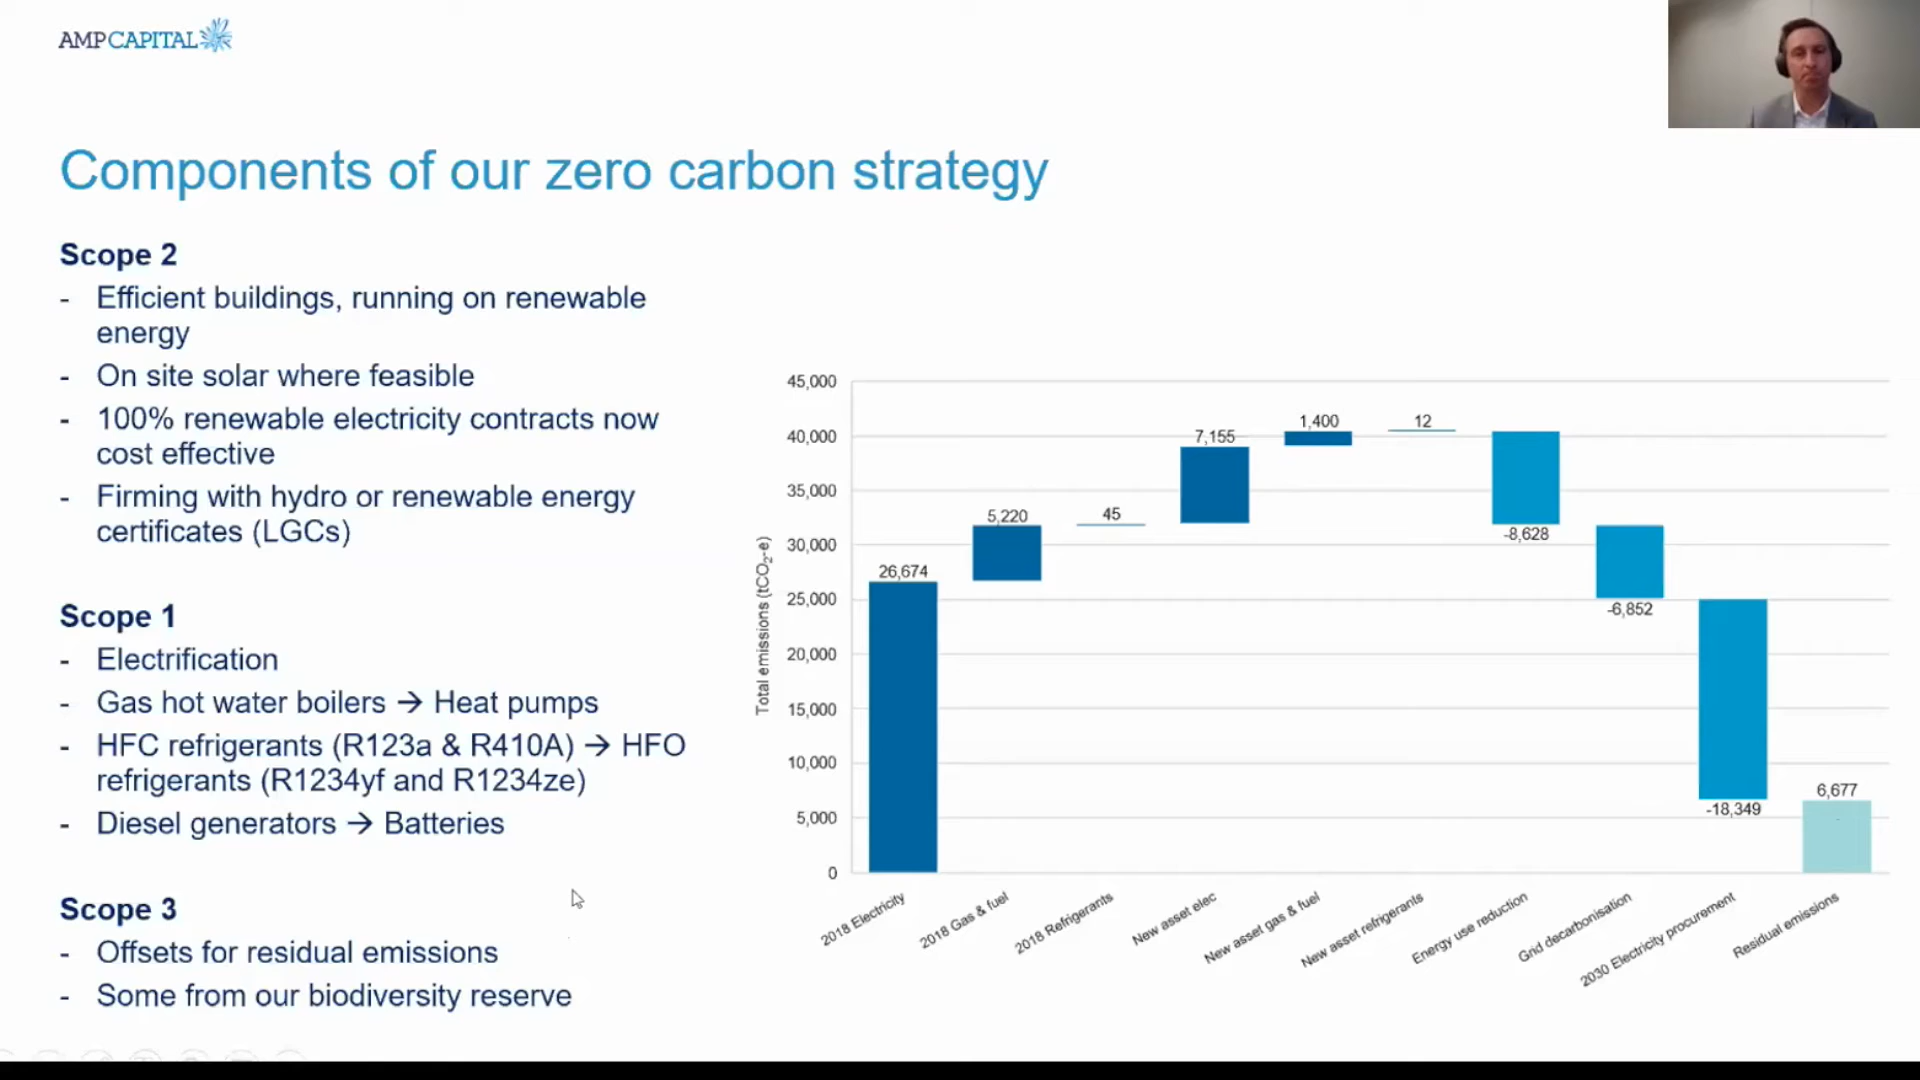 AMP CAPITAL
Components of our zero carbon strategy
Scope 2
- Efficient buildings, running on renewable
energy
- On site solar where feasible
- 100% renewable electricity contracts now
cost effective
- Firming with hydro or renewable energy
certificates (LGCs)
Scope 1
- Electrification
- Gas hot water boilers → Heat pumps
- HFC refrigerants (R123a & R410A) → HFO
refrigerants (R1234yf and R1234ze)
- Diesel generators → Batteries
Scope 3
- Offsets for residual emissions
- Some from our biodiversity reserve
Total emissions (tCO₂-e)
45,000
40,000
35,000
30,000
25,000
20,000
15,000
10,000
5,000
0
26,674
5,220
45
7,155
1,400
12
-8,628
-6,852
-18,349
6,677
2018 Electricity
2018 Gas & fuel
2018 Refrigerants
New asset elec
New asset gas & fuel
New asset refrigerants
Energy use reduction
Grid decarbonisation
2030 Electricity procurement
Residual emissions